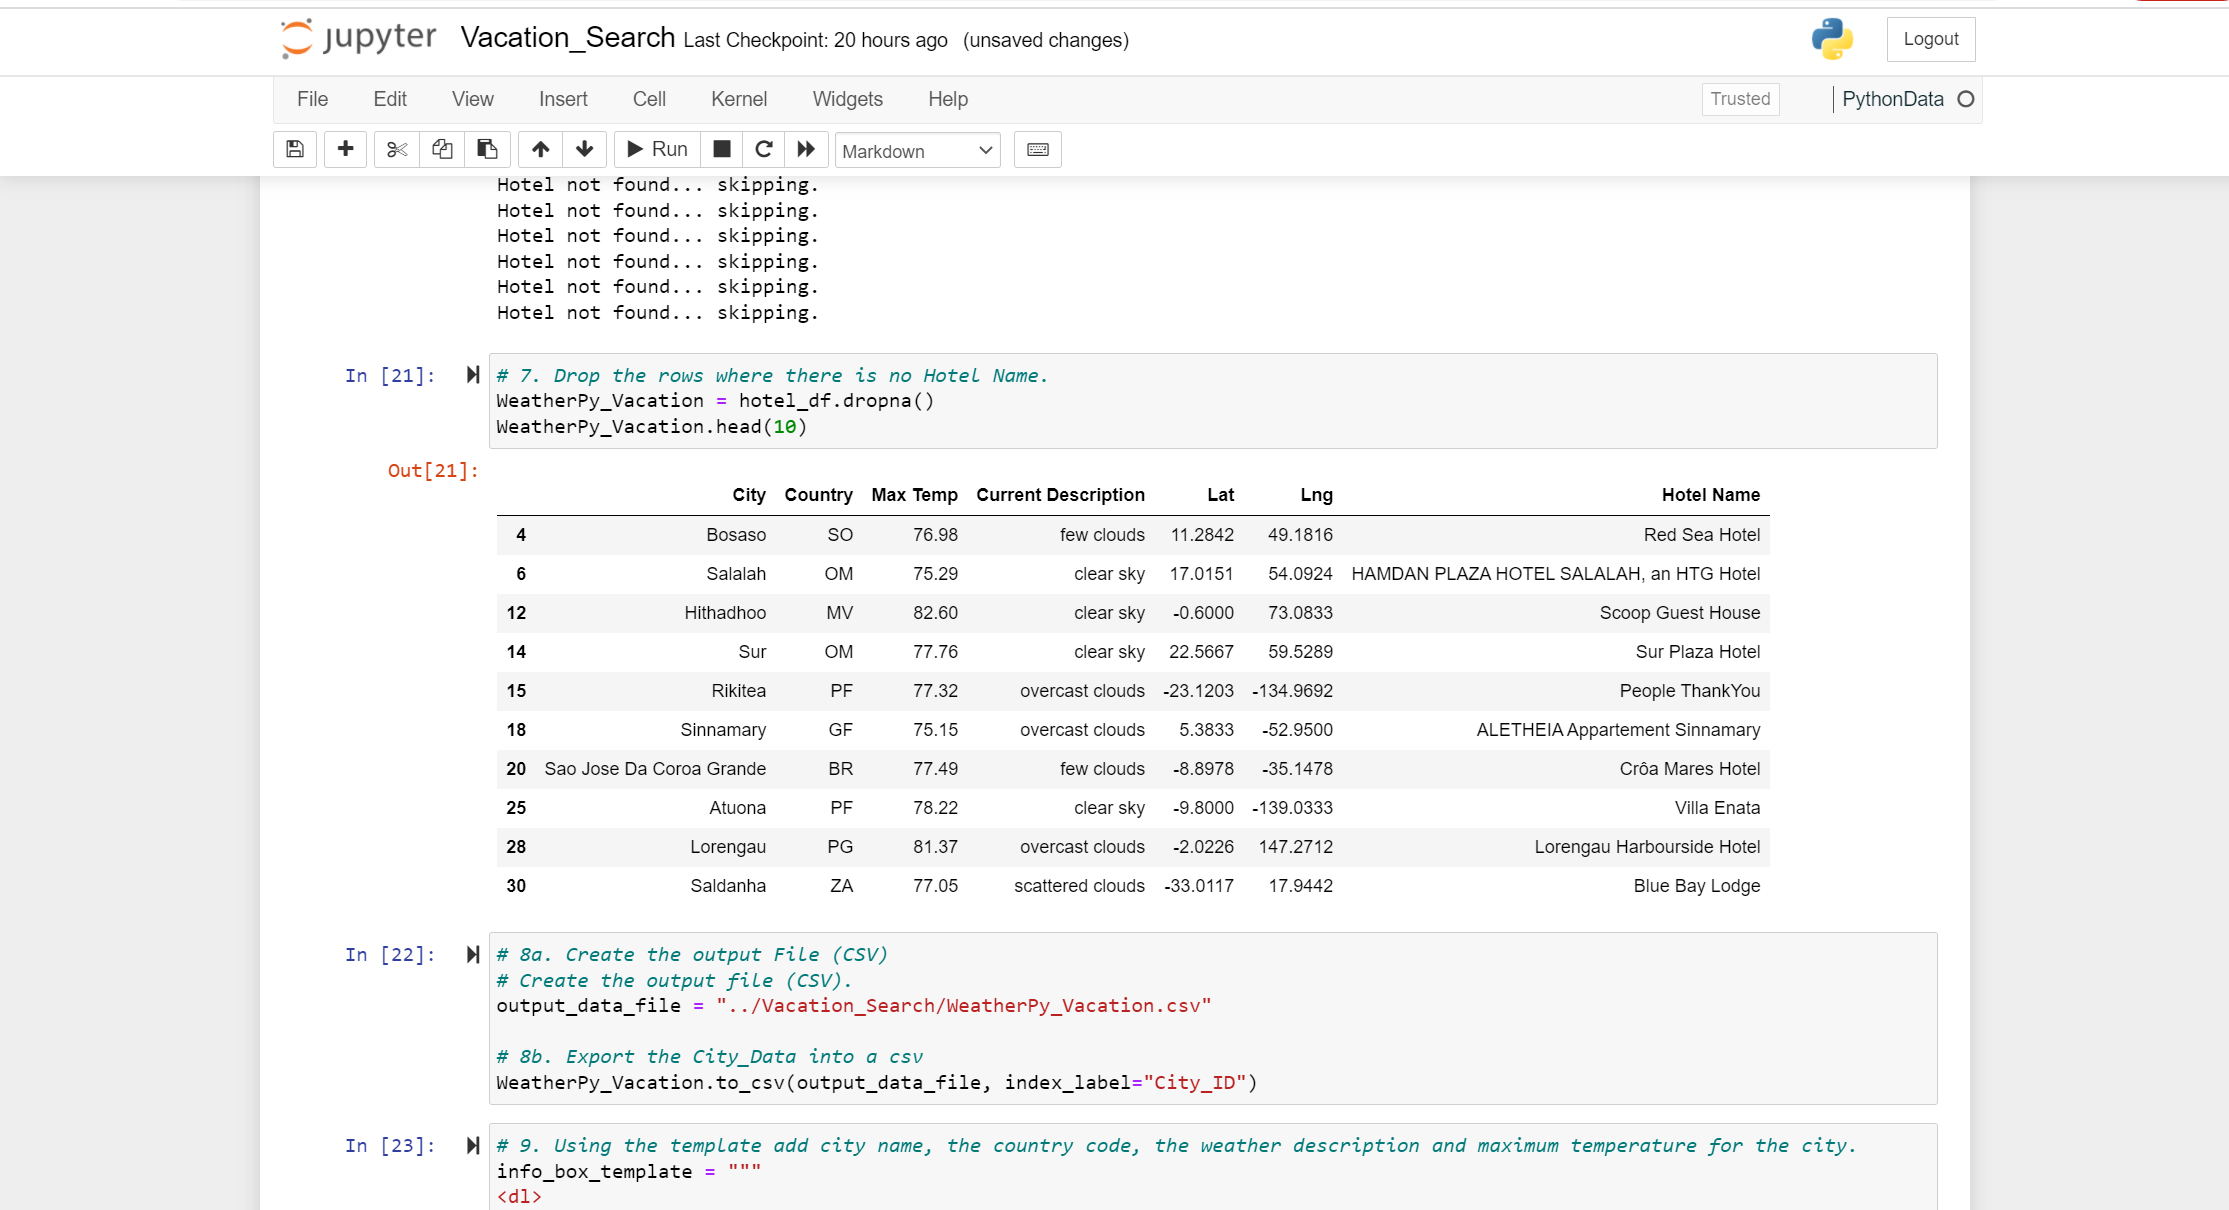 jupyter Vacation_Search Last Checkpoint: 20 hours ago (unsaved changes) Logout
File Edit View Insert Cell Kernel Widgets Help Trusted PythonData
Run Markdown
Hotel not found... skipping.
Hotel not found... skipping.
Hotel not found... skipping.
Hotel not found... skipping.
Hotel not found... skipping.
Hotel not found... skipping.
In [21]: # 7. Drop the rows where there is no Hotel Name.
WeatherPy_Vacation = hotel_df.dropna()
WeatherPy_Vacation.head(10)
Out[21]:
City Country Max Temp Current Description Lat Lng Hotel Name
4 Bosaso SO 76.98 few clouds 11.2842 49.1816 Red Sea Hotel
6 Salalah OM 75.29 clear sky 17.0151 54.0924 HAMDAN PLAZA HOTEL SALALAH, an HTG Hotel
12 Hithadhoo MV 82.60 clear sky -0.6000 73.0833 Scoop Guest House
14 Sur OM 77.76 clear sky 22.5667 59.5289 Sur Plaza Hotel
15 Rikitea PF 77.32 overcast clouds -23.1203 -134.9692 People ThankYou
18 Sinnamary GF 75.15 overcast clouds 5.3833 -52.9500 ALETHEIA Appartement Sinnamary
20 Sao Jose Da Coroa Grande BR 77.49 few clouds -8.8978 -35.1478 Crôa Mares Hotel
25 Atuona PF 78.22 clear sky -9.8000 -139.0333 Villa Enata
28 Lorengau PG 81.37 overcast clouds -2.0226 147.2712 Lorengau Harbourside Hotel
30 Saldanha ZA 77.05 scattered clouds -33.0117 17.9442 Blue Bay Lodge
In [22]: # 8a. Create the output File (CSV)
# Create the output file (CSV).
output_data_file = "../Vacation_Search/WeatherPy_Vacation.csv"
# 8b. Export the City_Data into a csv
WeatherPy_Vacation.to_csv(output_data_file, index_label="City_ID")
In [23]: # 9. Using the template add city name, the country code, the weather description and maximum temperature for the city.
info_box_template = """
<dl>